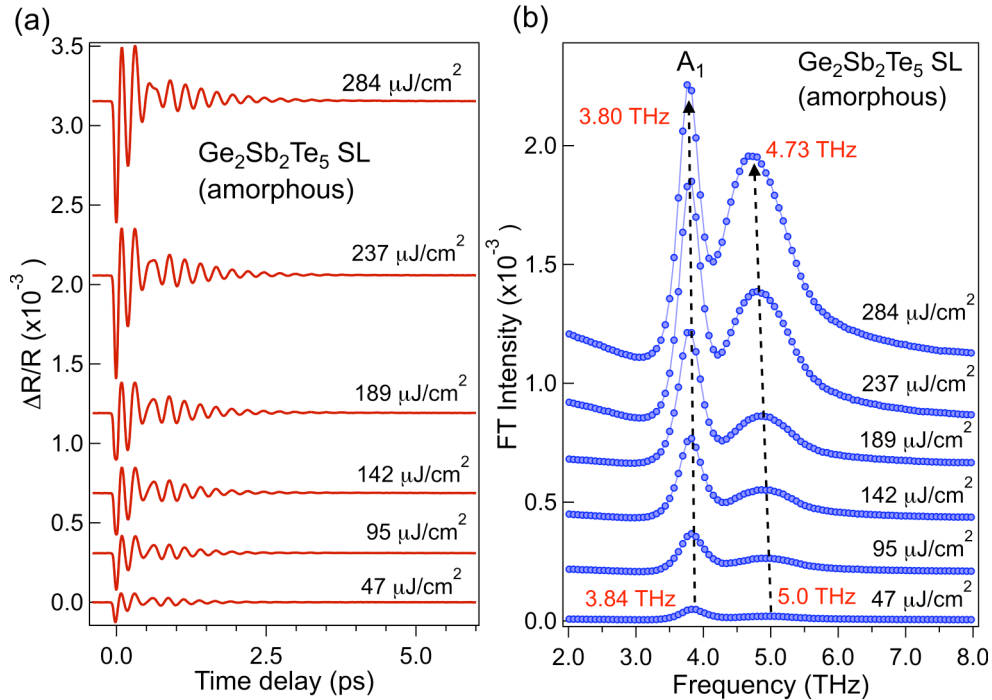 (a)
ΔR/R (x10⁻³)
3.5
3.0
2.5
2.0
1.5
1.0
0.5
0.0
284 μJ/cm²
Ge₂Sb₂Te₅ SL
(amorphous)
237 μJ/cm²
189 μJ/cm²
142 μJ/cm²
95 μJ/cm²
47 μJ/cm²
0.0 2.5 5.0
Time delay (ps)
(b)
FT Intensity (x10⁻³)
2.0
1.5
1.0
0.5
0.0
A₁
Ge₂Sb₂Te₅ SL
(amorphous)
3.80 THz
4.73 THz
284 μJ/cm²
237 μJ/cm²
189 μJ/cm²
142 μJ/cm²
95 μJ/cm²
3.84 THz
5.0 THz
47 μJ/cm²
2.0 3.0 4.0 5.0 6.0 7.0 8.0
Frequency (THz)